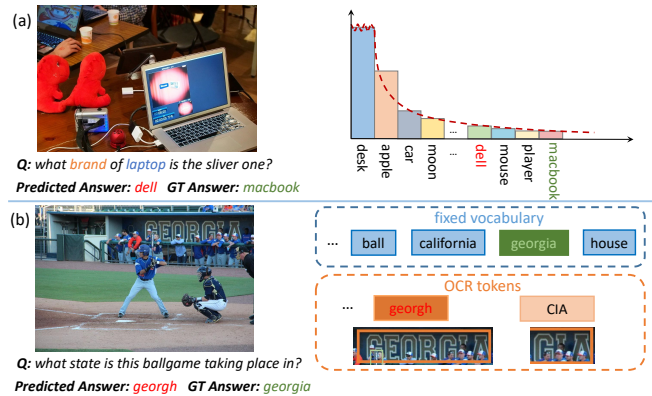 (a)
Q: what brand of laptop is the sliver one?
Predicted Answer: dell GT Answer: macbook
desk
apple
car
moon
...
...
dell
mouse
player
macbook
(b)
GEORGIA
Q: what state is this ballgame taking place in?
Predicted Answer: georgh GT Answer: georgia
fixed vocabulary
... ball california georgia house
OCR tokens
... georgh CIA
GEORGIA GIA